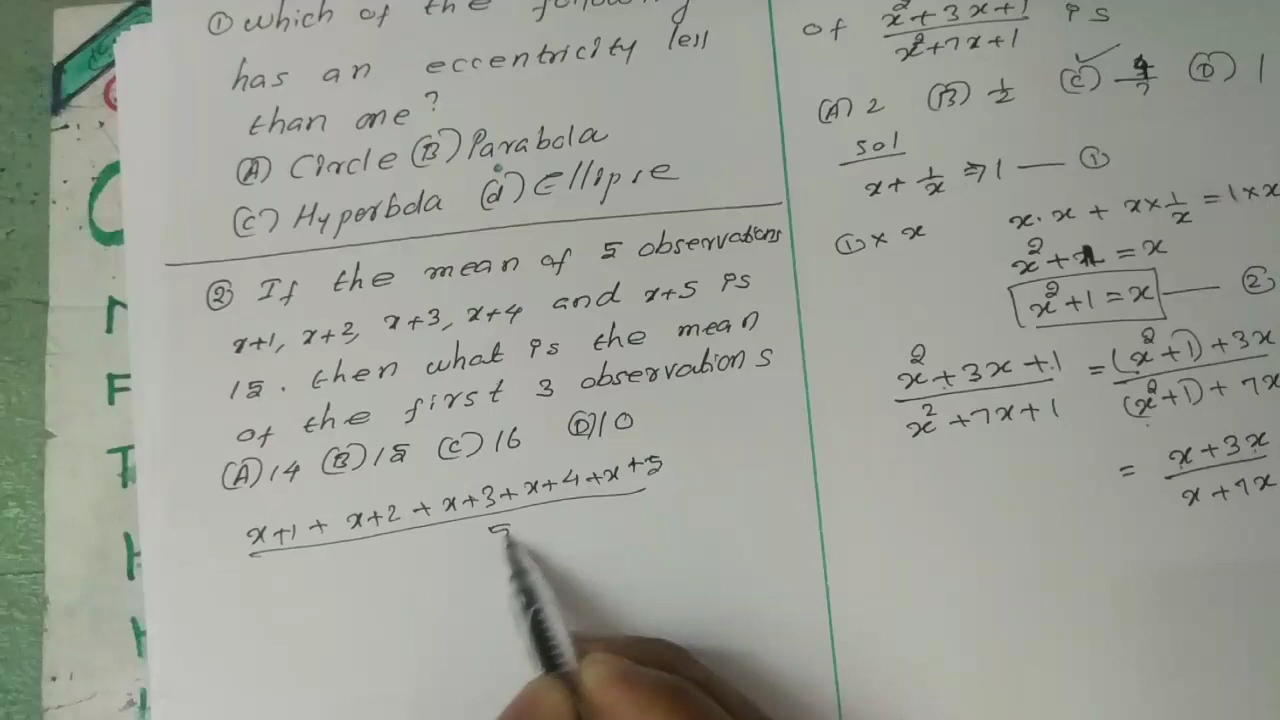 ① Which of the following
has an eccentricity less
than one?
(A) Circle (B) Parabola
(C) Hyperbola (d) Ellipse
② If the mean of 5 observations
x+1, x+2, x+3, x+4 and x+5 is
15. then what is the mean
of the first 3 observations
(A) 14 (B) 15 (C) 16 (D) 10
x+1 + x+2 + x+3 + x+4 + x+5
5
of x²+3x+1 / x²+7x+1 is
(A) 2 (B) 1/2 (C) 4/7 (D) 1
sol
x + 1/x ⇒ 1 — ①
① × x x·x + x × 1/x = 1 × x
x² + 1 = x
x² + 1 = x — ②
x²+3x+1 / x²+7x+1 = (x²+1)+3x / (x²+1)+7x
= x+3x / x+7x